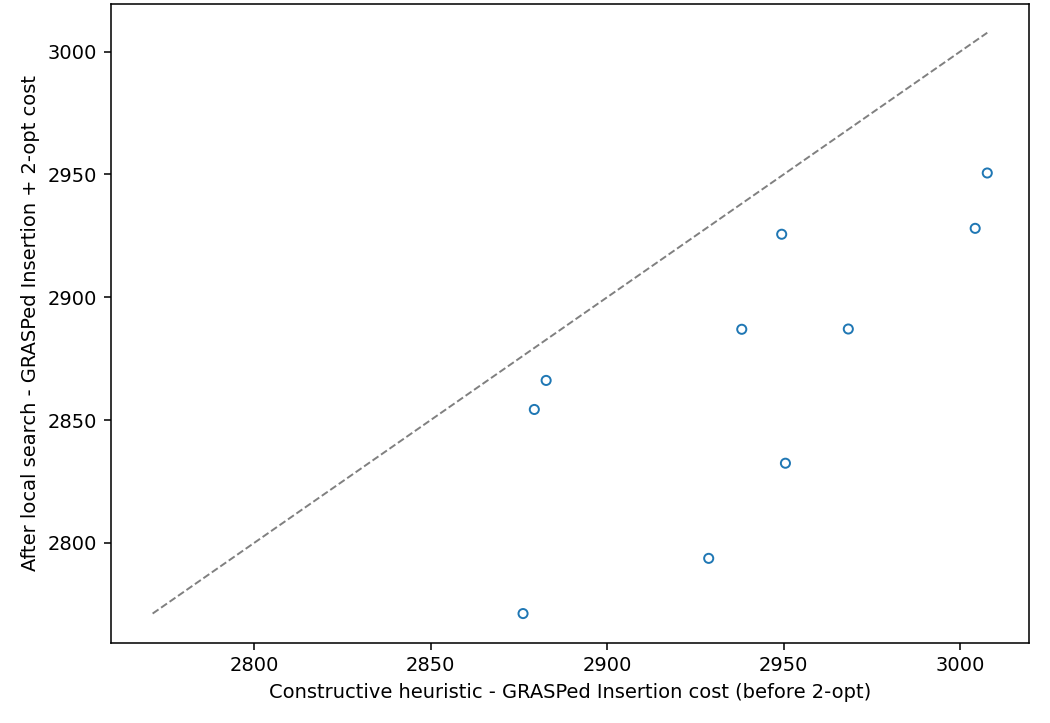 After local search - GRASPed Insertion + 2-opt cost
3000
2950
2900
2850
2800
2800 2850 2900 2950 3000
Constructive heuristic - GRASPed Insertion cost (before 2-opt)